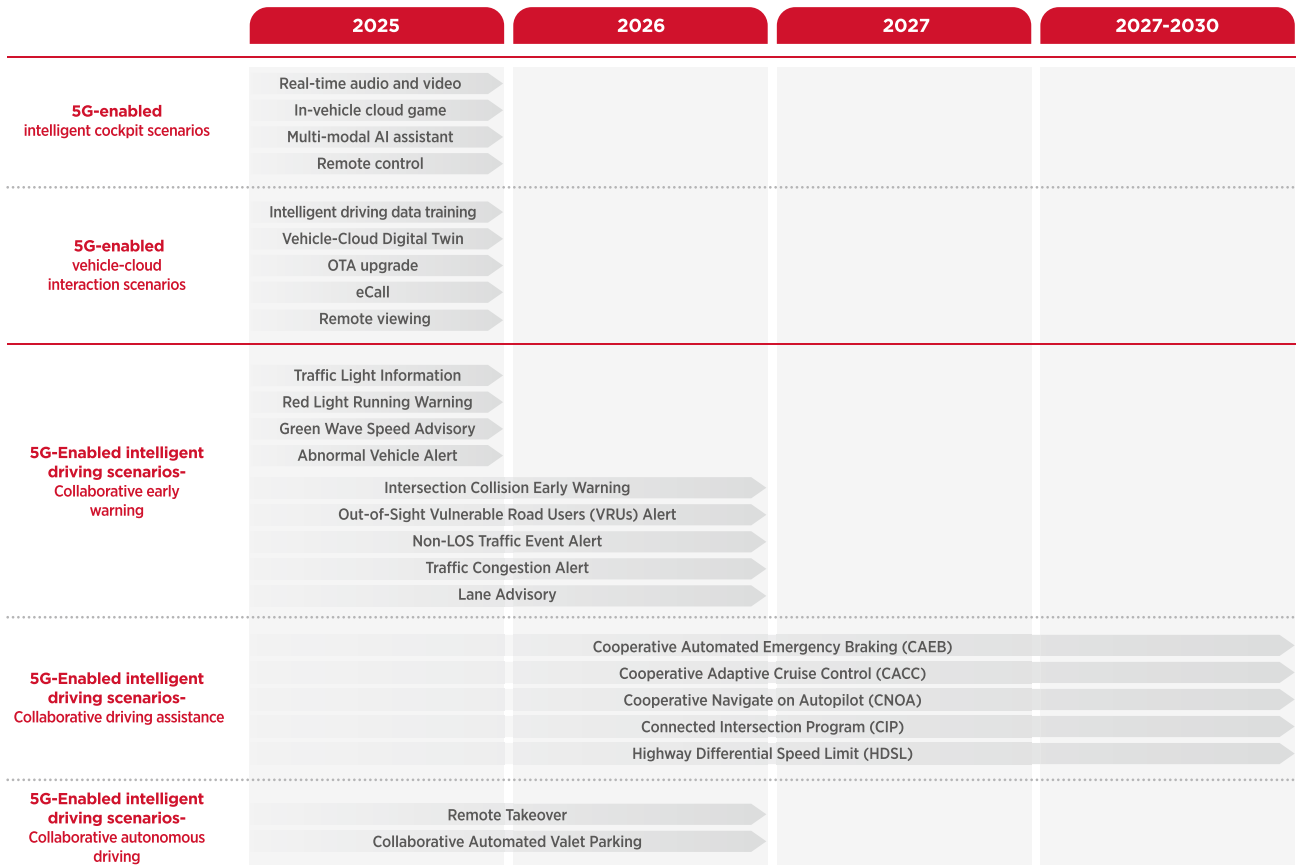 2025
2026
2027
2027-2030
5G-enabled
intelligent cockpit scenarios
Real-time audio and video
In-vehicle cloud game
Multi-modal AI assistant
Remote control
5G-enabled
vehicle-cloud
interaction scenarios
Intelligent driving data training
Vehicle-Cloud Digital Twin
OTA upgrade
eCall
Remote viewing
5G-Enabled intelligent
driving scenarios-
Collaborative early
warning
Traffic Light Information
Red Light Running Warning
Green Wave Speed Advisory
Abnormal Vehicle Alert
Intersection Collision Early Warning
Out-of-Sight Vulnerable Road Users (VRUs) Alert
Non-LOS Traffic Event Alert
Traffic Congestion Alert
Lane Advisory
5G-Enabled intelligent
driving scenarios-
Collaborative driving assistance
Cooperative Automated Emergency Braking (CAEB)
Cooperative Adaptive Cruise Control (CACC)
Cooperative Navigate on Autopilot (CNOA)
Connected Intersection Program (CIP)
Highway Differential Speed Limit (HDSL)
5G-Enabled intelligent
driving scenarios-
Collaborative autonomous
driving
Remote Takeover
Collaborative Automated Valet Parking